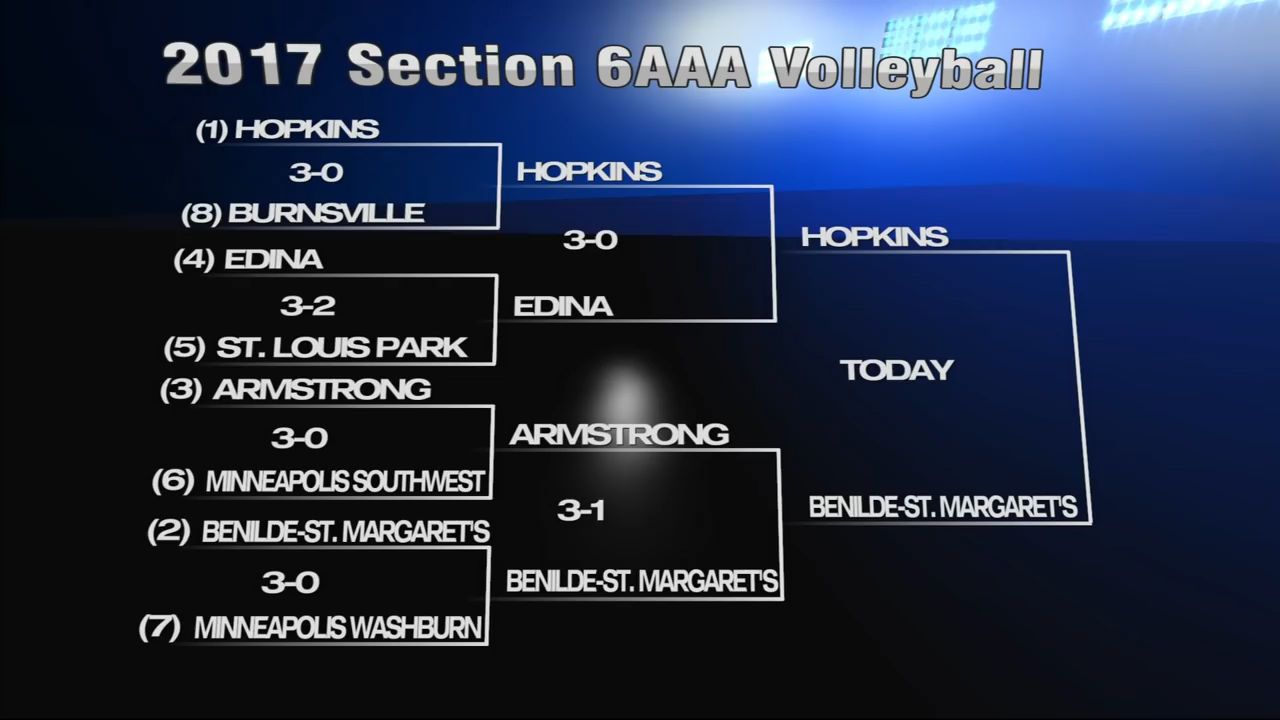 2017 Section 6AAA Volleyball
(1) HOPKINS
3-0
(8) BURNSVILLE
(4) EDINA
3-2
(5) ST. LOUIS PARK
(3) ARMSTRONG
3-0
(6) MINNEAPOLIS SOUTHWEST
(2) BENILDE-ST. MARGARET'S
3-0
(7) MINNEAPOLIS WASHBURN
HOPKINS
3-0
EDINA
ARMSTRONG
3-1
BENILDE-ST. MARGARET'S
HOPKINS
TODAY
BENILDE-ST. MARGARET'S